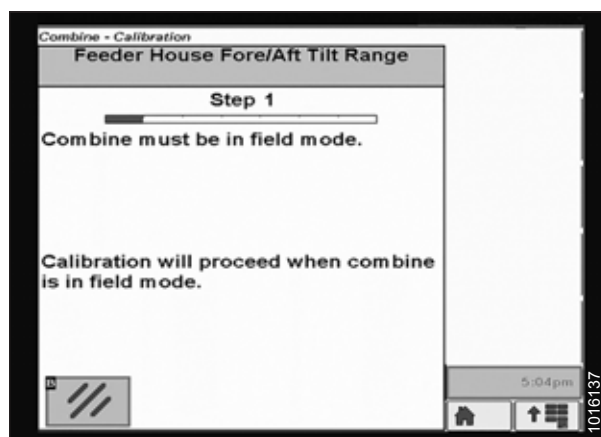 Combine - Calibration
Feeder House Fore/Aft Tilt Range
Step 1
Combine must be in field mode.
Calibration will proceed when combine
is in field mode.
B
5:04pm
1016137